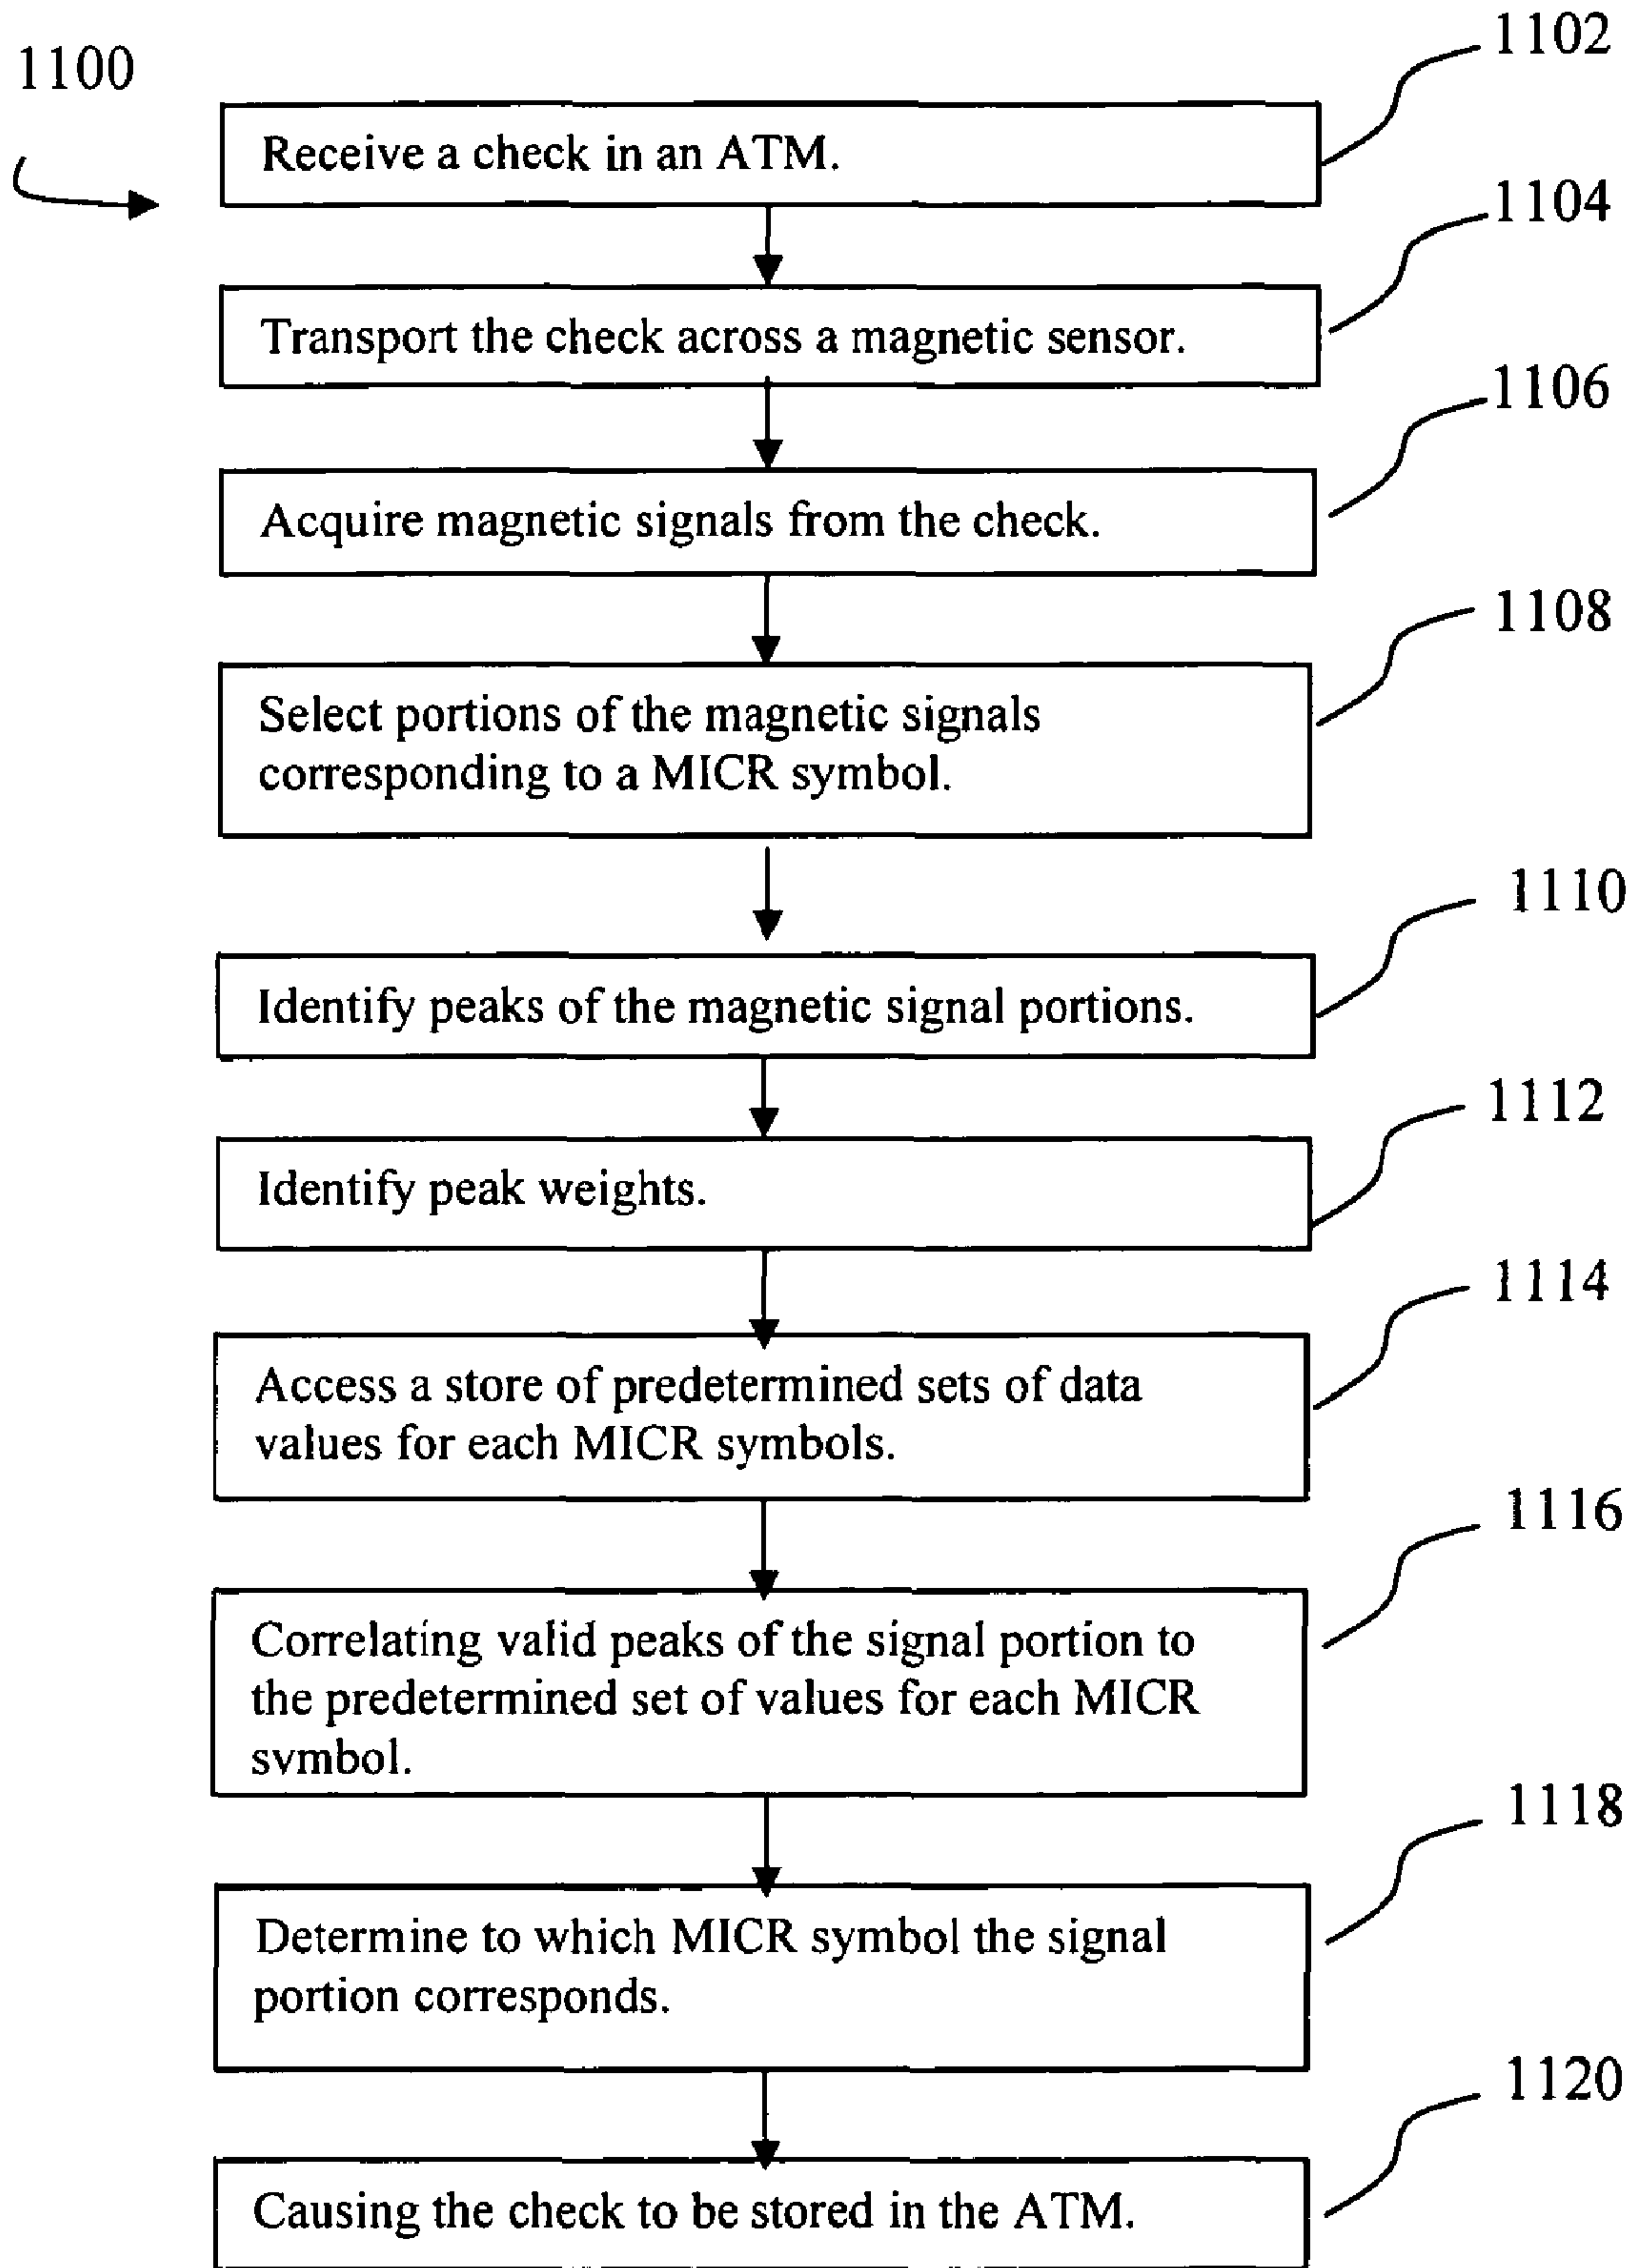 1100
1102
Receive a check in an ATM.
1104
Transport the check across a magnetic sensor.
1106
Acquire magnetic signals from the check.
1108
Select portions of the magnetic signals
corresponding to a MICR symbol.
1110
Identify peaks of the magnetic signal portions.
1112
Identify peak weights.
1114
Access a store of predetermined sets of data
values for each MICR symbols.
1116
Correlating valid peaks of the signal portion to
the predetermined set of values for each MICR
symbol.
1118
Determine to which MICR symbol the signal
portion corresponds.
1120
Causing the check to be stored in the ATM.